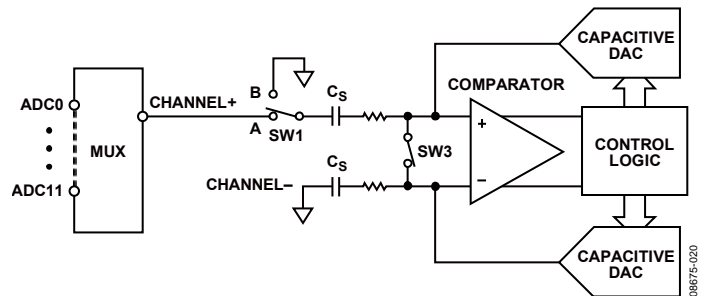 CAPACITIVE
DAC
COMPARATOR
B
CS
ADC0
CHANNEL+
A
SW1
+
MUX
SW3
CONTROL
LOGIC
CS
ADC11
CHANNEL–
–
CAPACITIVE
DAC
08675-020